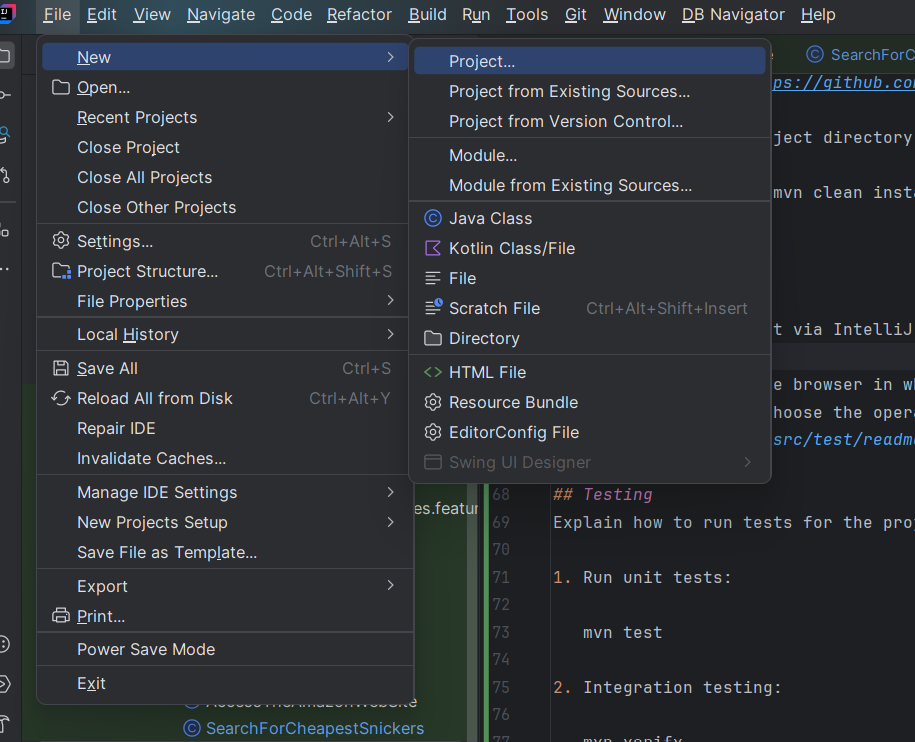 File Edit View Navigate Code Refactor Build Run Tools Git Window DB Navigator Help
New
Open...
Recent Projects
Close Project
Close All Projects
Close Other Projects
Settings... Ctrl+Alt+S
Project Structure... Ctrl+Alt+Shift+S
File Properties
Local History
Save All Ctrl+S
Reload All from Disk Ctrl+Alt+Y
Repair IDE
Invalidate Caches...
Manage IDE Settings
New Projects Setup
Save File as Template...
Export
Print...
Power Save Mode
Exit
Project...
Project from Existing Sources...
Project from Version Control...
Module...
Module from Existing Sources...
Java Class
Kotlin Class/File
File
Scratch File Ctrl+Alt+Shift+Insert
Directory
HTML File
Resource Bundle
EditorConfig File
Swing UI Designer
SearchForC
ps://github.co
ject directory
mvn clean insta
t via IntelliJ
e browser in w
hoose the opera
src/test/readm
es.featur
68 ## Testing
69 Explain how to run tests for the pro
70
71 1. Run unit tests:
72
73 mvn test
74
75 2. Integration testing:
76
77 mvn verify
AccessTheAmazonWebSite
SearchForCheapestSnickers